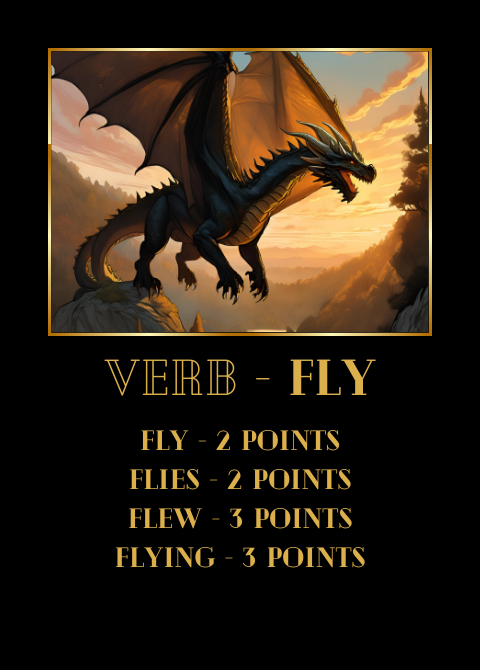 VERB - FLY
FLY - 2 POINTS
FLIES - 2 POINTS
FLEW - 3 POINTS
FLYING - 3 POINTS